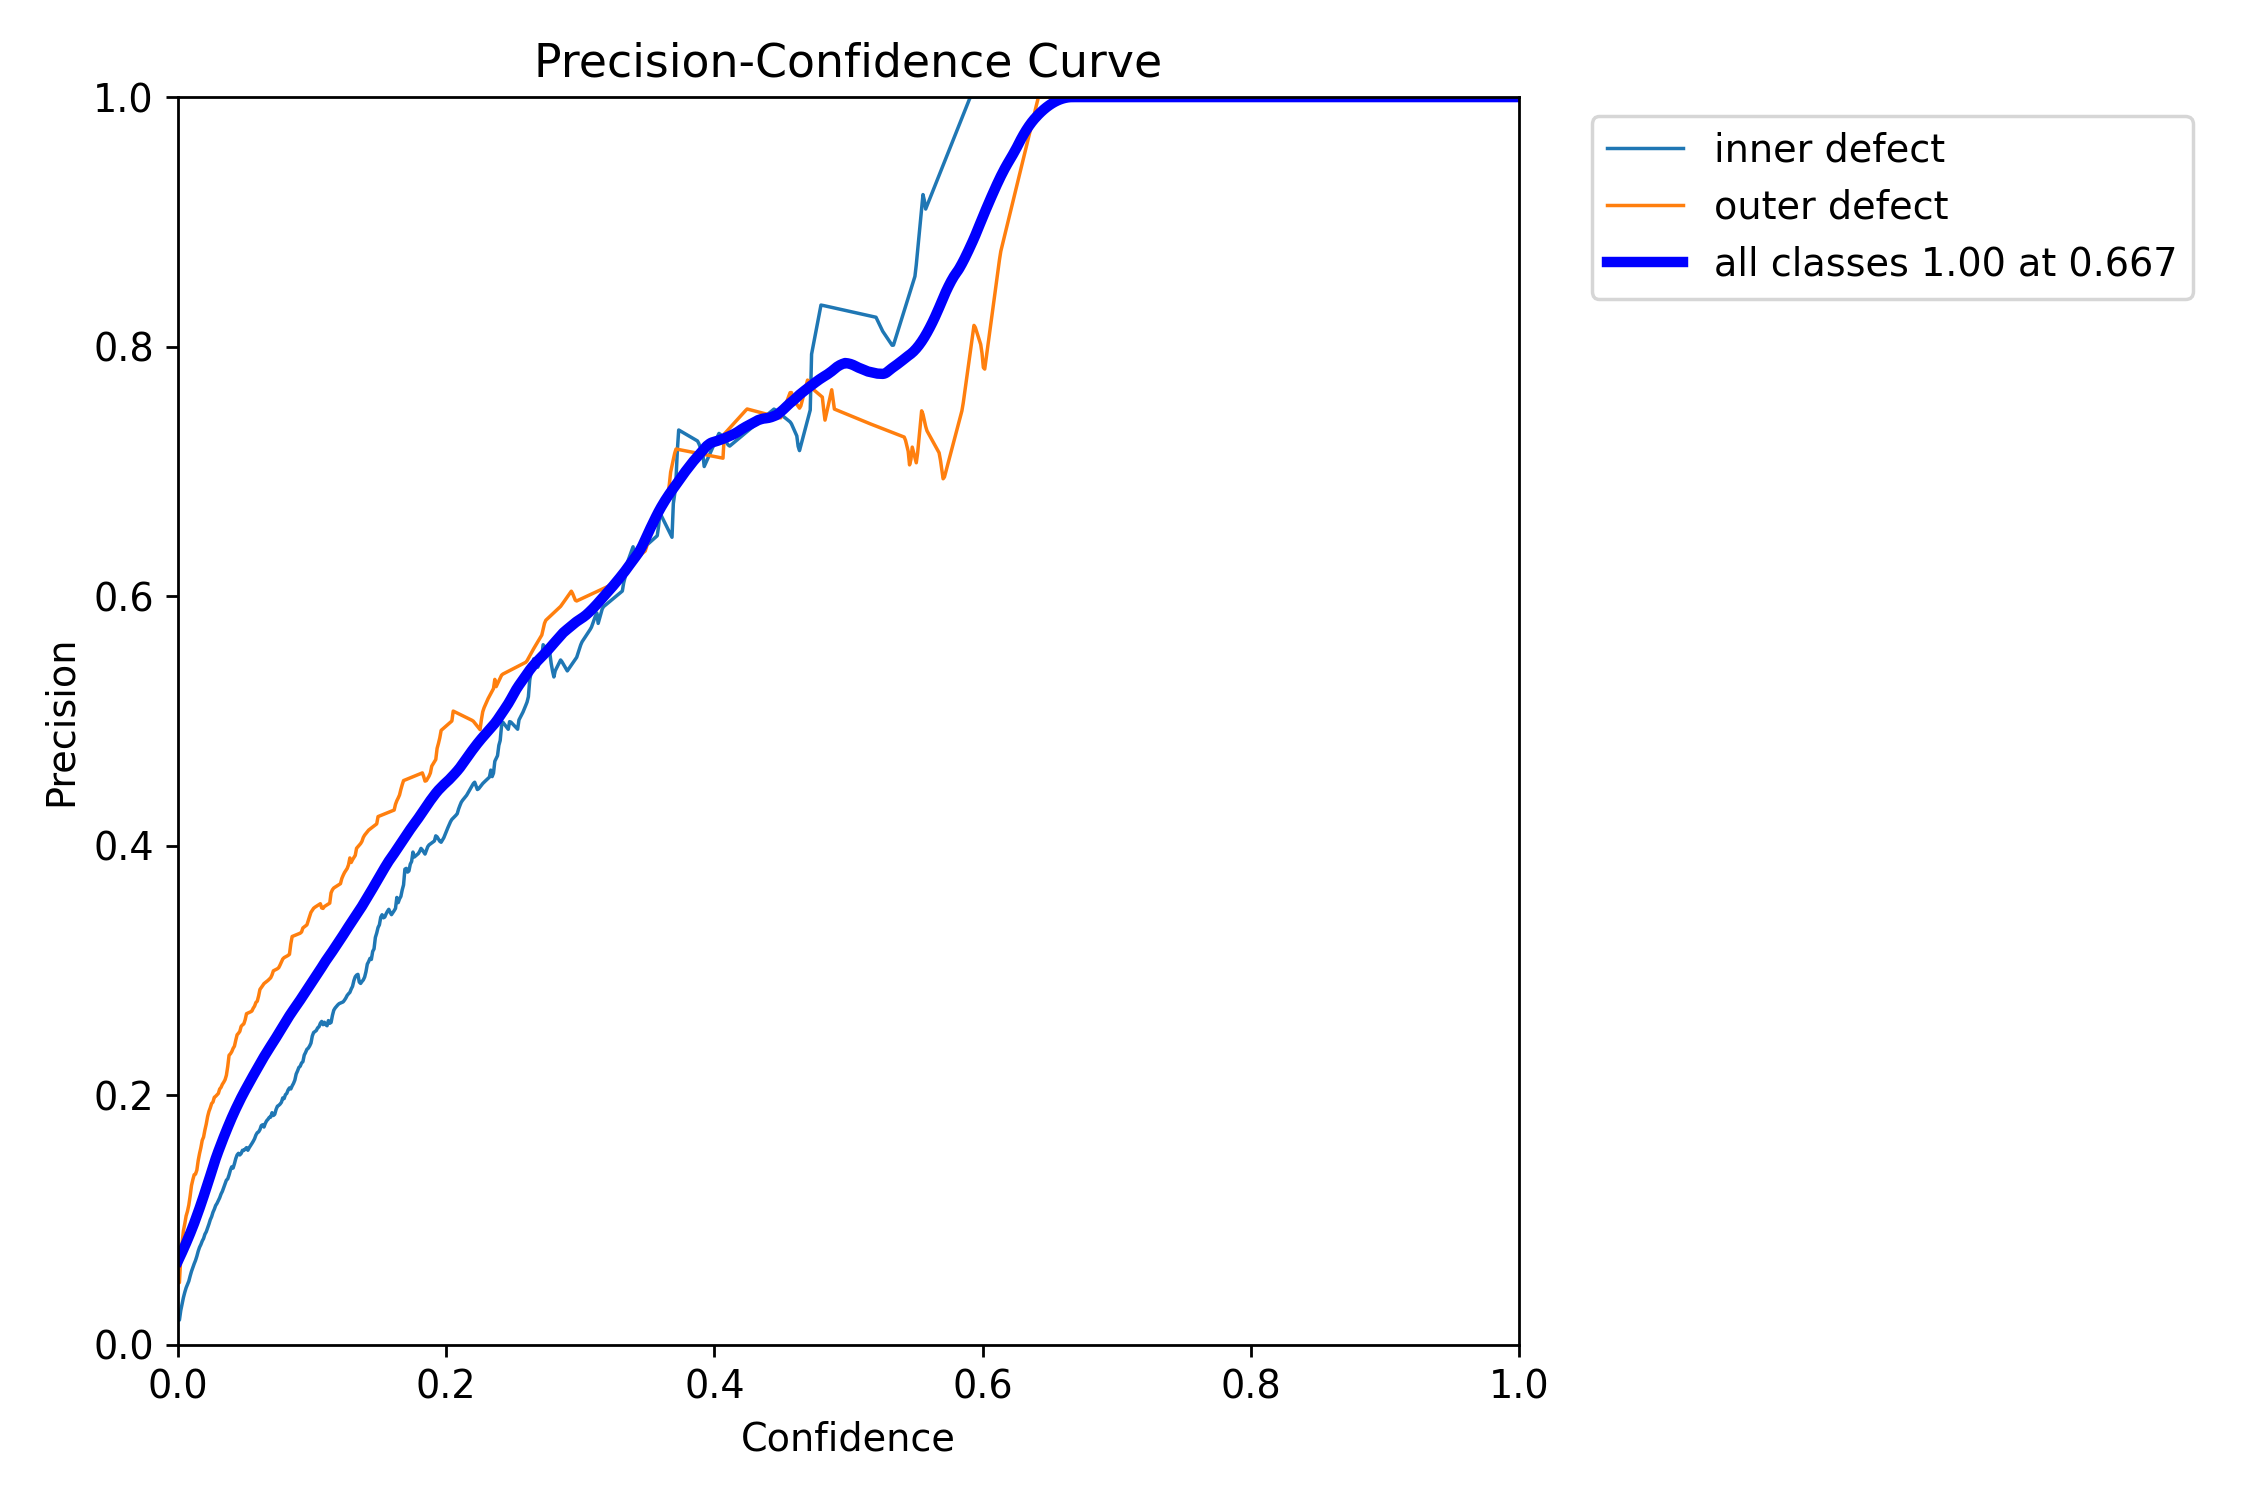 Precision-Confidence Curve
1.0
0.8
0.6
0.4
0.2
0.0
Precision
0.0 0.2 0.4 0.6 0.8 1.0
Confidence
inner defect
outer defect
all classes 1.00 at 0.667